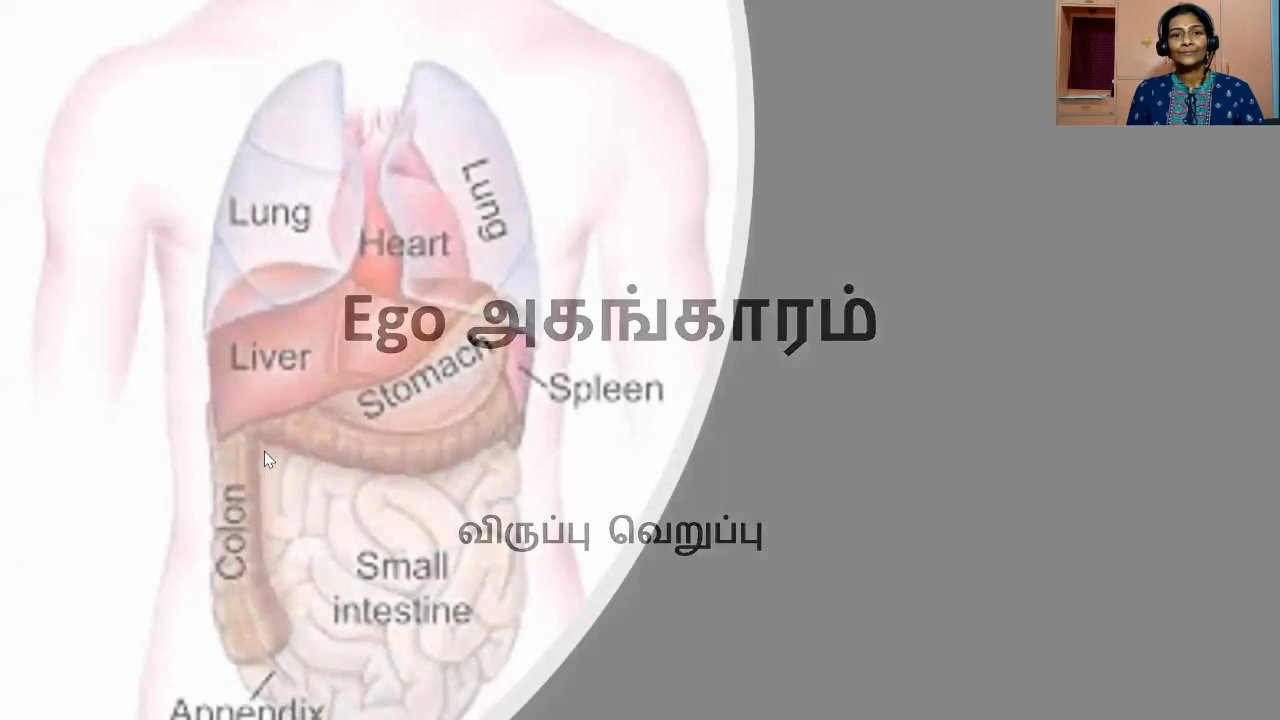 Lung
Lung
Heart
Ego அகங்காரம்
Liver
Stomach
Spleen
Colon
விருப்பு வெறுப்பு
Small
intestine
Appendix